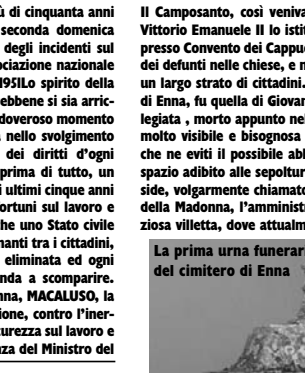 ù di cinquanta anni
seconda domenica
degli incidenti sul
ociazione nazionale
1951Lo spirito della
ebbene si sia arric-
doveroso momento
nello svolgimento
dei diritti d'ogni
prima di tutto, un
i ultimi cinque anni
ortuni sul lavoro e
he uno Stato civile
nanti tra i cittadini,
eliminata ed ogni
nda a scomparire.
nna, MACALUSO, la
ione, contro l'iner-
urezza sul lavoro e
za del Ministro del
Il Camposanto, così veniva
Vittorio Emanuele II lo istit
presso Convento dei Cappuc
dei defunti nelle chiese, e n
un largo strato di cittadini.
di Enna, fu quella di Giovan
legiata , morto appunto nel
molto visibile e bisognosa
che ne eviti il possibile abb
spazio adibito alle sepoltur
side, volgarmente chiamato
della Madonna, l'amministr
ziosa villetta, dove attualm
La prima urna funerar
del cimitero di Enna